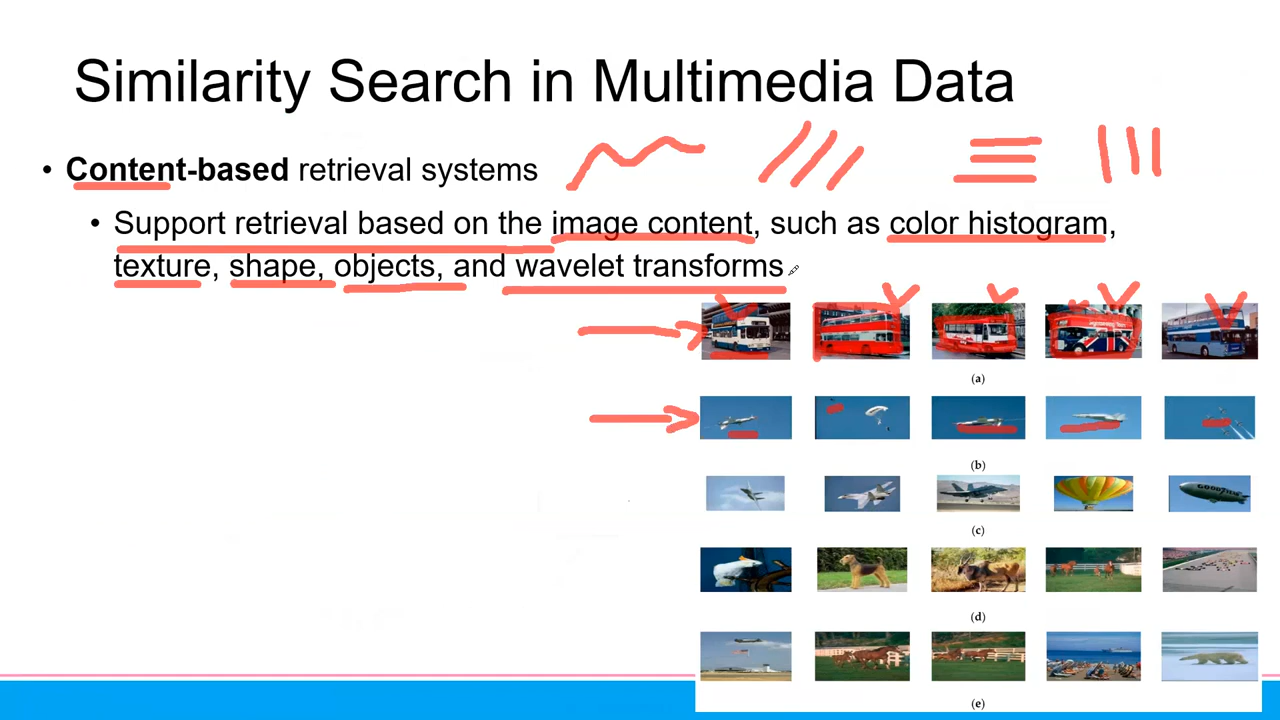 Similarity Search in Multimedia Data
• Content-based retrieval systems
• Support retrieval based on the image content, such as color histogram,
texture, shape, objects, and wavelet transforms
(a)
(b)
GOODYEAR
(c)
(d)
(e)